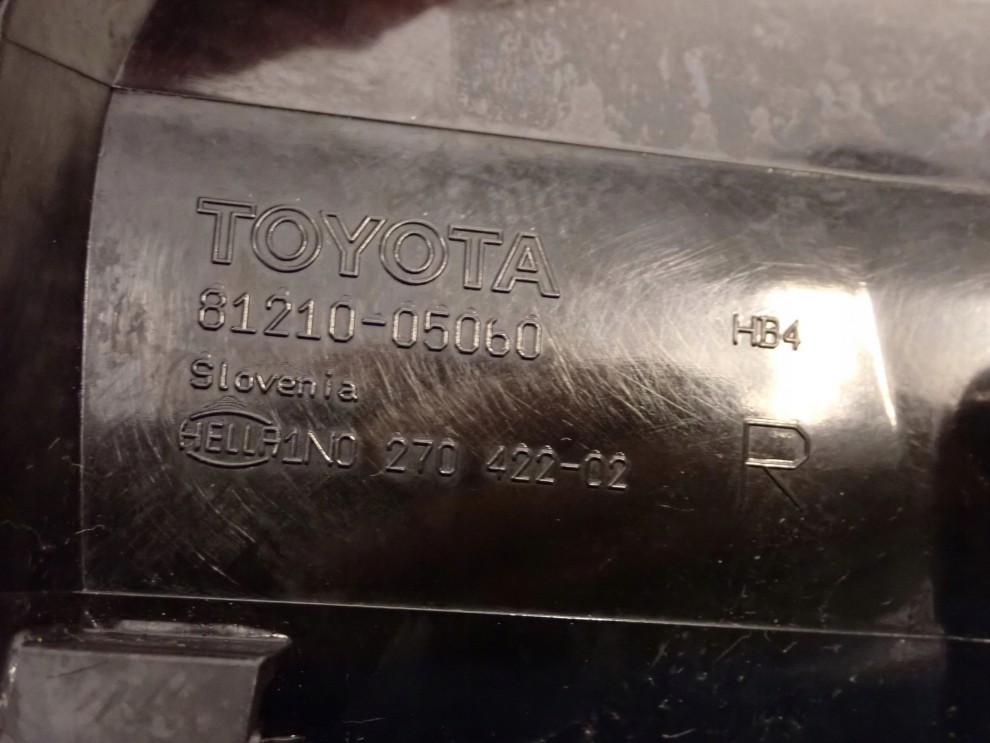 TOYOTA
81210-05060
HB4
Slovenia
HELLA 1N0 270 422-02
R